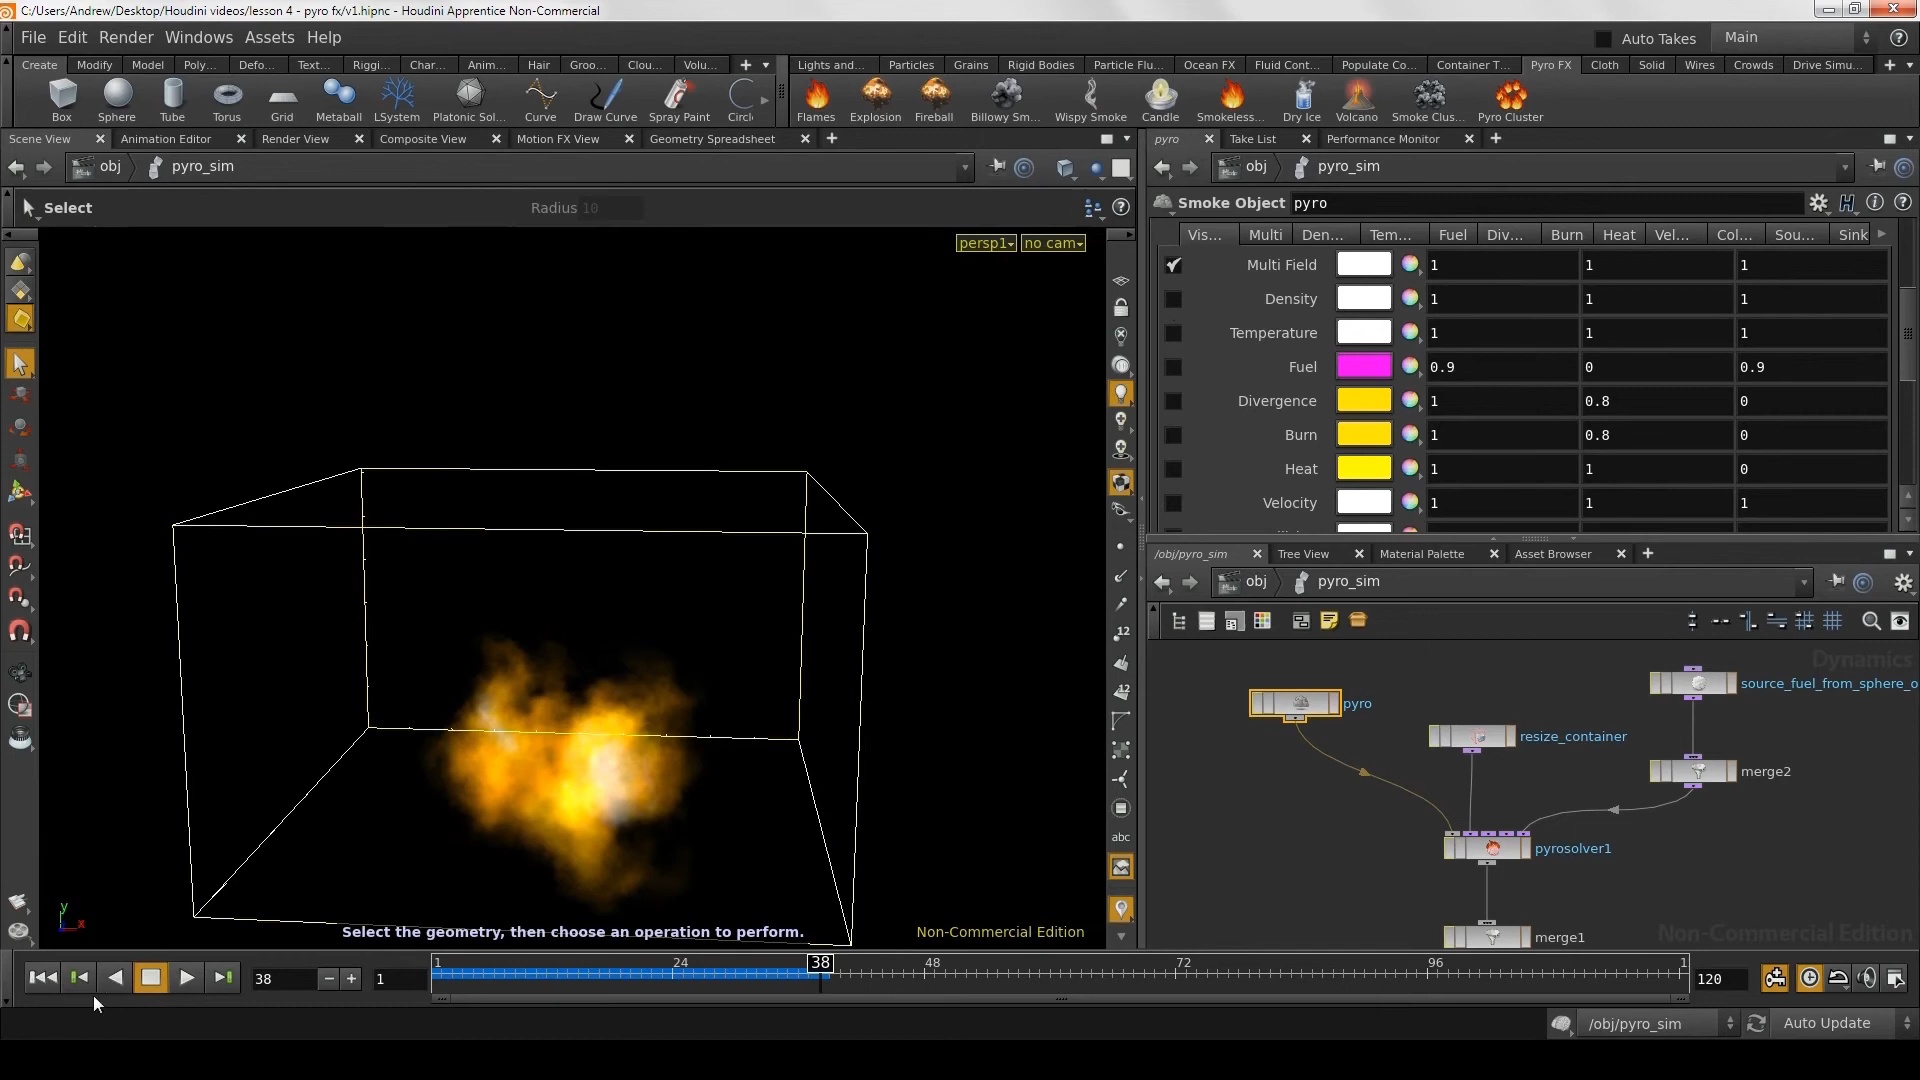 C:/Users/Andrew/Desktop/Houdini videos/lesson 4 - pyro fx/v1.hipnc - Houdini Apprentice Non-Commercial
File Edit Render Windows Assets Help
Auto Takes Main
Create Modify Model Poly... Defo... Text... Riggi... Char... Anim... Hair Groo... Clou... Volu...
Lights and... Particles Grains Rigid Bodies Particle Flu... Ocean FX Fluid Cont... Populate Co... Container T... Pyro FX Cloth Solid Wires Crowds Drive Simu...
Box Sphere Tube Torus Grid Metaball LSystem Platonic Sol... Curve Draw Curve Spray Paint Circl
Flames Explosion Fireball Billowy Sm... Wispy Smoke Candle Smokeless... Dry Ice Volcano Smoke Clus... Pyro Cluster
Scene View Animation Editor Render View Composite View Motion FX View Geometry Spreadsheet
pyro Take List Performance Monitor
obj pyro_sim
obj pyro_sim
Select Radius 10
Smoke Object pyro
persp1 no cam
Vis... Multi Den... Tem... Fuel Div... Burn Heat Vel... Col... Sou... Sink
Multi Field 1 1 1
Density 1 1 1
Temperature 1 1 1
Fuel 0.9 0 0.9
Divergence 1 0.8 0
Burn 1 0.8 0
Heat 1 1 0
Velocity 1 1 1
/obj/pyro_sim Tree View Material Palette Asset Browser
obj pyro_sim
12
12
abc
Dynamics
source_fuel_from_sphere_o
pyro
resize_container
merge2
pyrosolver1
merge1
Non-Commercial Edition
y
x
Select the geometry, then choose an operation to perform.
Non-Commercial Edition
38 1
1 24 38 48 72 96 1
120
/obj/pyro_sim Auto Update